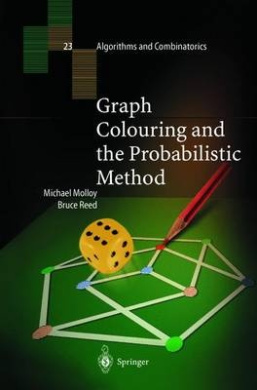 23 Algorithms and Combinatorics
Graph
Colouring and
the Probabilistic
Method
Michael Molloy
Bruce Reed
Springer